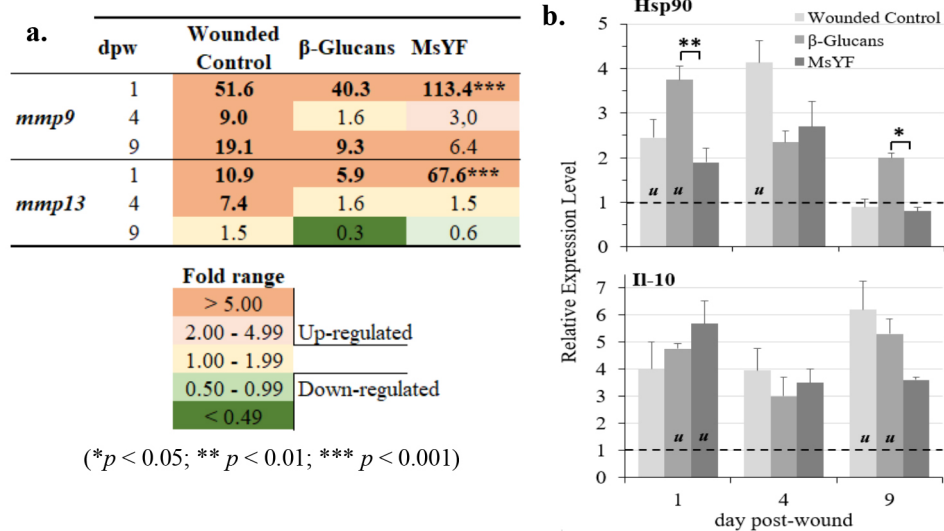 a.
dpw Wounded Control β-Glucans MsYF
mmp9 1 51.6 40.3 113.4***
4 9.0 1.6 3,0
9 19.1 9.3 6.4
mmp13 1 10.9 5.9 67.6***
4 7.4 1.6 1.5
9 1.5 0.3 0.6
Fold range
> 5.00
2.00 - 4.99 Up-regulated
1.00 - 1.99
0.50 - 0.99 Down-regulated
< 0.49
(*p < 0.05; ** p < 0.01; *** p < 0.001)
b.
Hsp90
Wounded Control
β-Glucans
MsYF
5
4
3
2
1
0
**
*
u u u
Relative Expression Level
Il-10
7
6
5
4
3
2
1
0
u u u u
1 4 9
day post-wound